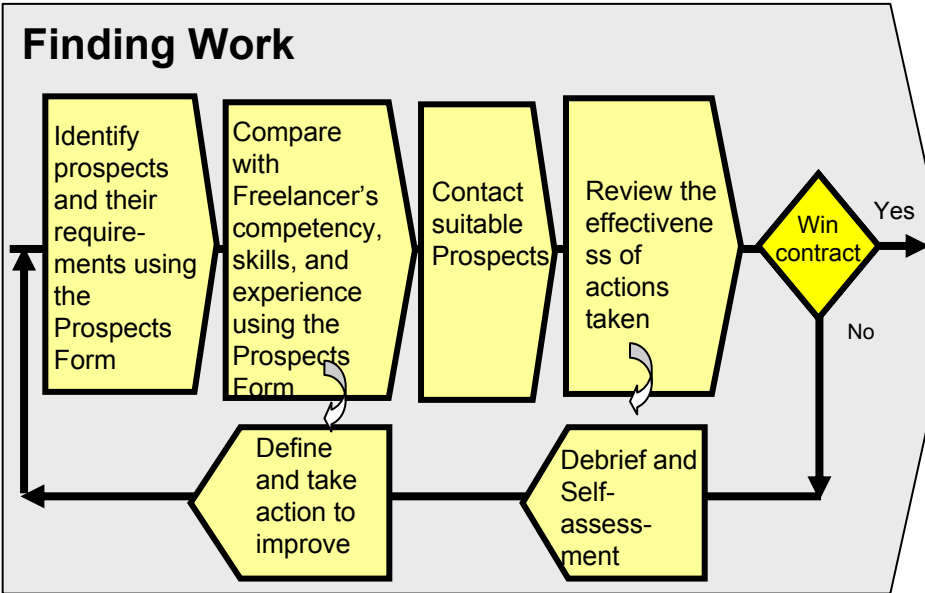 Finding Work
Identify
prospects
and their
require-
ments using
the
Prospects
Form
Compare
with
Freelancer’s
competency,
skills, and
experience
using the
Prospects
Form
Contact
suitable
Prospects
Review the
effectivene
ss of
actions
taken
Win
contract
Yes
No
Debrief and
Self-
assess-
ment
Define
and take
action to
improve